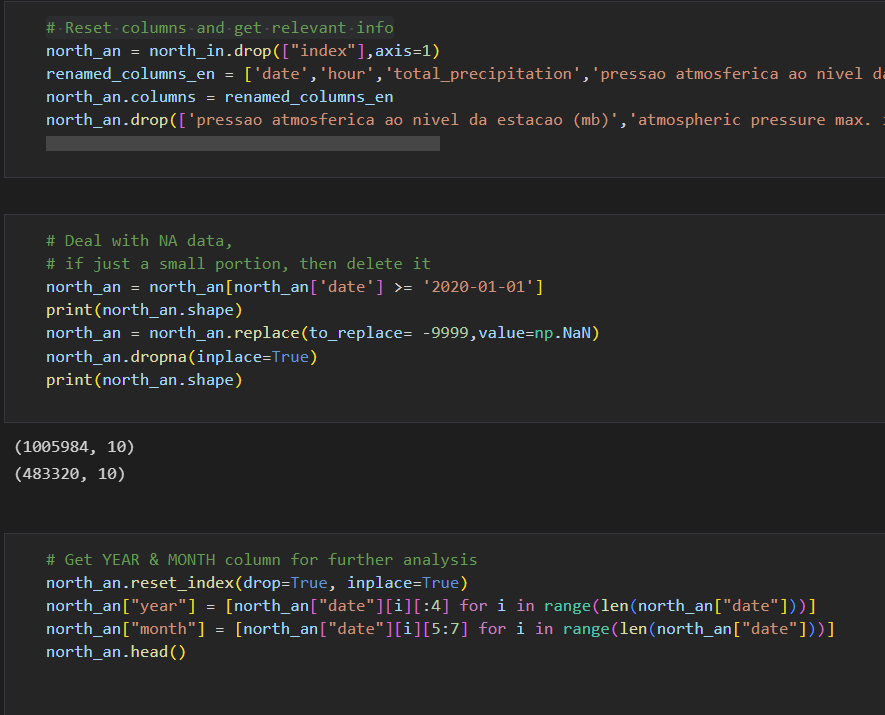 # Reset columns and get relevant info
north_an = north_in.drop(["index"],axis=1)
renamed_columns_en = ['date','hour','total_precipitation','pressao atmosferica ao nivel da
north_an.columns = renamed_columns_en
north_an.drop(['pressao atmosferica ao nivel da estacao (mb)','atmospheric pressure max.
# Deal with NA data,
# if just a small portion, then delete it
north_an = north_an[north_an['date'] >= '2020-01-01']
print(north_an.shape)
north_an = north_an.replace(to_replace= -9999,value=np.NaN)
north_an.dropna(inplace=True)
print(north_an.shape)
(1005984, 10)
(483320, 10)
# Get YEAR & MONTH column for further analysis
north_an.reset_index(drop=True, inplace=True)
north_an["year"] = [north_an["date"][i][:4] for i in range(len(north_an["date"]))]
north_an["month"] = [north_an["date"][i][5:7] for i in range(len(north_an["date"]))]
north_an.head()